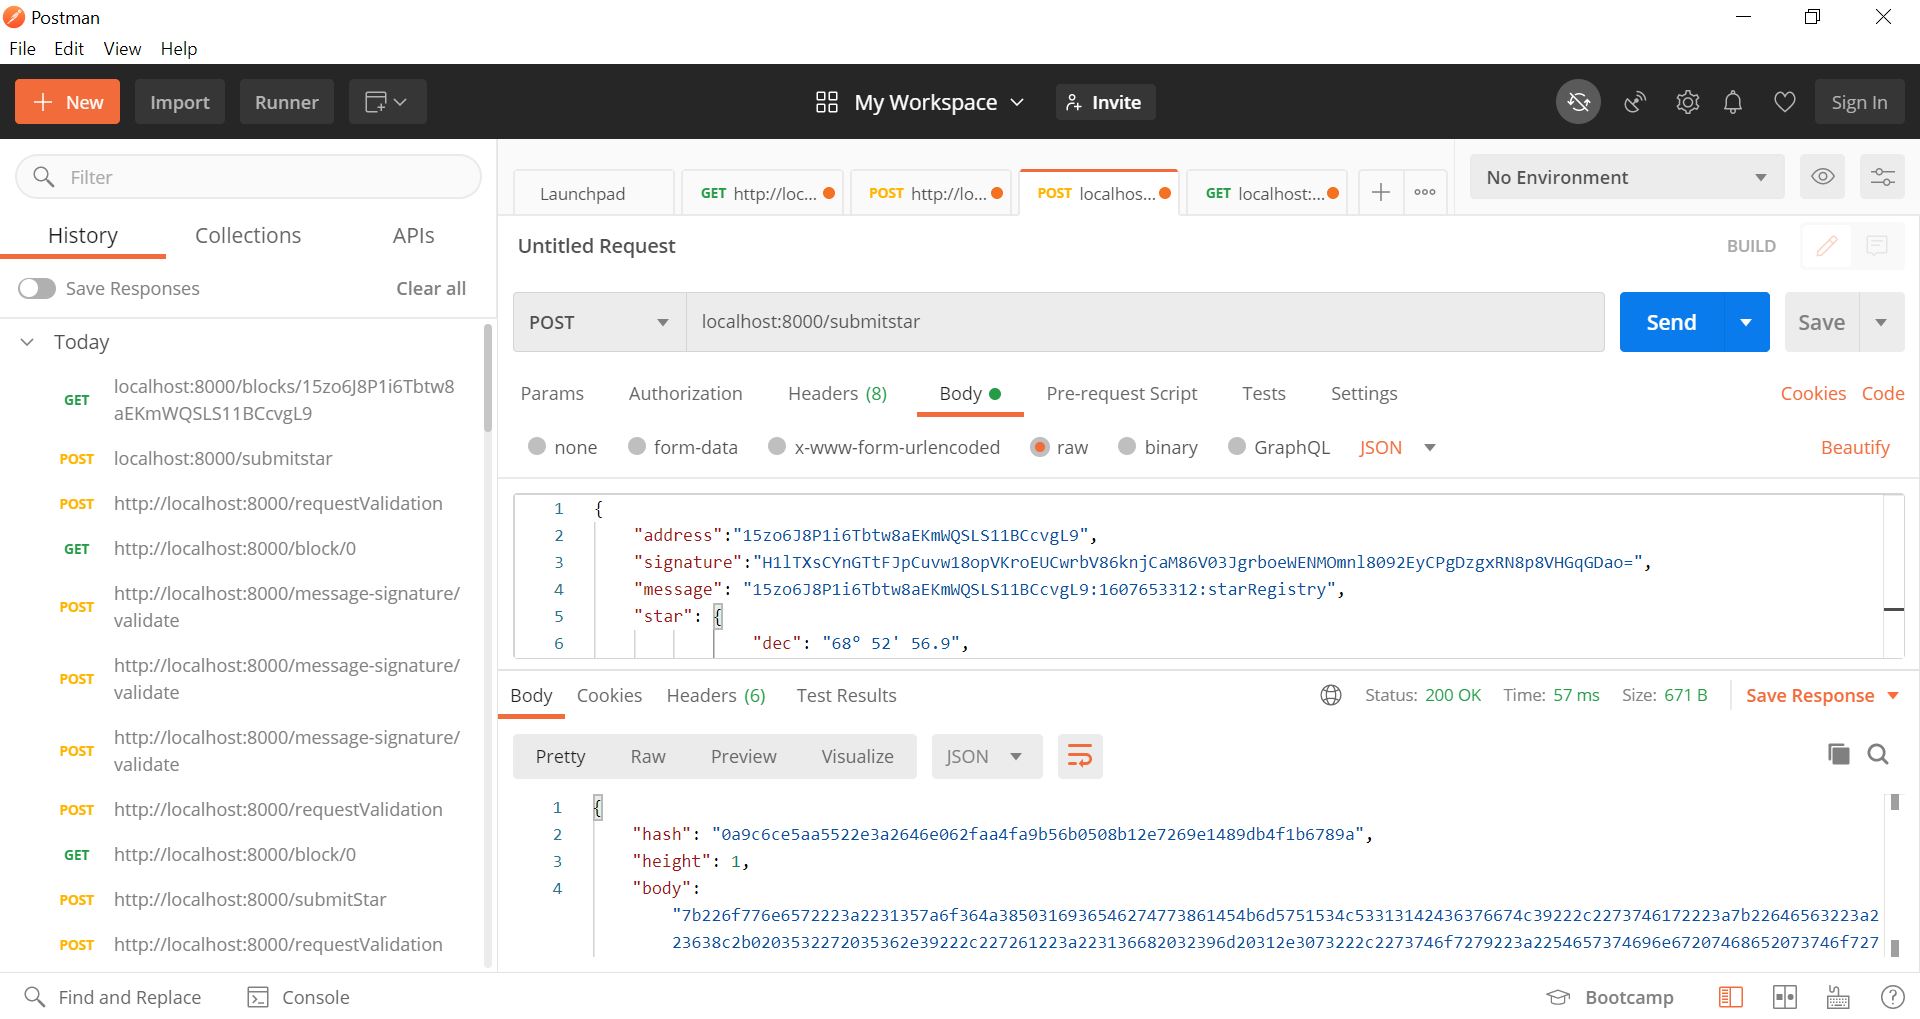 Postman
File Edit View Help
New Import Runner My Workspace Invite Sign In
Filter
History Collections APIs
Save Responses Clear all
Today
GET localhost:8000/blocks/15zo6J8P1i6Tbtw8
aEKmWQSLS11BCcvgL9
POST localhost:8000/submitstar
POST http://localhost:8000/requestValidation
GET http://localhost:8000/block/0
POST http://localhost:8000/message-signature/
validate
POST http://localhost:8000/message-signature/
validate
POST http://localhost:8000/message-signature/
validate
POST http://localhost:8000/requestValidation
GET http://localhost:8000/block/0
POST http://localhost:8000/submitStar
POST http://localhost:8000/requestValidation
Launchpad GET http://loc... POST http://lo... POST localhos... GET localhost:... No Environment
Untitled Request BUILD
POST localhost:8000/submitstar Send Save
Params Authorization Headers (8) Body Pre-request Script Tests Settings Cookies Code
none form-data x-www-form-urlencoded raw binary GraphQL JSON Beautify
1 {
2 "address":"15zo6J8P1i6Tbtw8aEKmWQSLS11BCcvgL9",
3 "signature":"H1lTXsCYnGTtFJpCuvw18opVKroEUCwrbV86knjCaM86V03JgrboeWENMOmnl8092EyCPgDzgxRN8p8VHGqGDao=",
4 "message": "15zo6J8P1i6Tbtw8aEKmWQSLS11BCcvgL9:1607653312:starRegistry",
5 "star": {
6 "dec": "68° 52' 56.9",
Body Cookies Headers (6) Test Results Status: 200 OK Time: 57 ms Size: 671 B Save Response
Pretty Raw Preview Visualize JSON
1 {
2 "hash": "0a9c6ce5aa5522e3a2646e062faa4fa9b56b0508b12e7269e1489db4f1b6789a",
3 "height": 1,
4 "body":
"7b226f776e6572223a2231357a6f364a3850316936546274773861454b6d5751534c53313142436376674c39222c2273746172223a7b22646563223a2
23638c2b0203532272035362e39222c227261223a223136682032396d20312e3073222c2273746f7279223a2254657374696e67207468652073746f727
Find and Replace Console Bootcamp